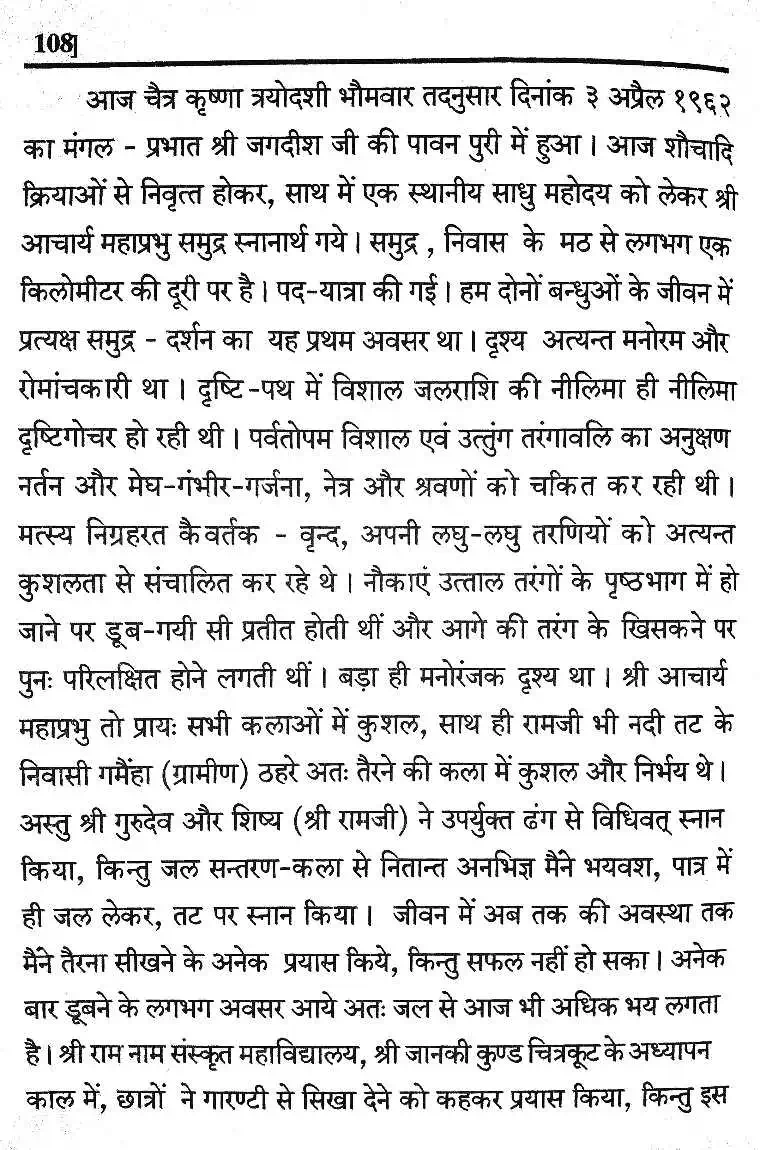 108]
आज चैत्र कृष्णा त्रयोदशी भौमवार तदनुसार दिनांक ३ अप्रैल १९६२
का मंगल - प्रभात श्री जगदीश जी की पावन पुरी में हुआ । आज शौचादि
क्रियाओं से निवृत्त होकर, साथ में एक स्थानीय साधु महोदय को लेकर श्री
आचार्य महाप्रभु समुद्र स्नानार्थ गये । समुद्र , निवास के मठ से लगभग एक
किलोमीटर की दूरी पर है । पद-यात्रा की गई । हम दोनों बन्धुओं के जीवन में
प्रत्यक्ष समुद्र - दर्शन का यह प्रथम अवसर था । दृश्य अत्यन्त मनोरम और
रोमांचकारी था । दृष्टि-पथ में विशाल जलराशि की नीलिमा ही नीलिमा
दृष्टिगोचर हो रही थी । पर्वतोपम विशाल एवं उत्तुंग तरंगावलि का अनुक्षण
नर्तन और मेघ-गंभीर-गर्जना, नेत्र और श्रवणों को चकित कर रही थी ।
मत्स्य निग्रहरत कैवर्तक - वृन्द, अपनी लघु-लघु तरणियों को अत्यन्त
कुशलता से संचालित कर रहे थे । नौकाएं उत्ताल तरंगों के पृष्ठभाग में हो
जाने पर डूब-गयी सी प्रतीत होती थीं और आगे की तरंग के खिसकने पर
पुनः परिलक्षित होने लगती थीं । बड़ा ही मनोरंजक दृश्य था । श्री आचार्य
महाप्रभु तो प्रायः सभी कलाओं में कुशल, साथ ही रामजी भी नदी तट के
निवासी गमैंहा (ग्रामीण) ठहरे अतः तैरने की कला में कुशल और निर्भय थे ।
अस्तु श्री गुरुदेव और शिष्य (श्री रामजी) ने उपर्युक्त ढंग से विधिवत् स्नान
किया, किन्तु जल सन्तरण-कला से नितान्त अनभिज्ञ मैंने भयवश, पात्र में
ही जल लेकर, तट पर स्नान किया । जीवन में अब तक की अवस्था तक
मैंने तैरना सीखने के अनेक प्रयास किये, किन्तु सफल नहीं हो सका । अनेक
बार डूबने के लगभग अवसर आये अतः जल से आज भी अधिक भय लगता
है । श्री राम नाम संस्कृत महाविद्यालय, श्री जानकी कुण्ड चित्रकूट के अध्यापन
काल में, छात्रों ने गारण्टी से सिखा देने को कहकर प्रयास किया, किन्तु इस